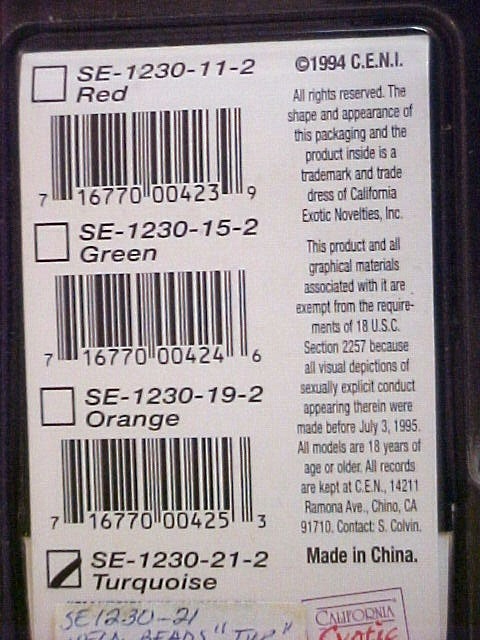 SE-1230-11-2
Red
7 16770 00423 9
SE-1230-15-2
Green
7 16770 00424 6
SE-1230-19-2
Orange
7 16770 00425 3
SE-1230-21-2
Turquoise
SE1230-21
BEADS "
©1994 C.E.N.I.
All rights reserved. The
shape and appearance of
this packaging and the
product inside is a
trademark and trade
dress of California
Exotic Novelties, Inc.
This product and all
graphical materials
associated with it are
exempt from the require-
ments of 18 U.S.C.
Section 2257 because
all visual depictions of
sexually explicit conduct
appearing therein were
made before July 3, 1995.
All models are 18 years of
age or older. All records
are kept at C.E.N., 14211
Ramona Ave., Chino, CA
91710. Contact: S. Colvin.
Made in China.
CALIFORNIA
Exotic